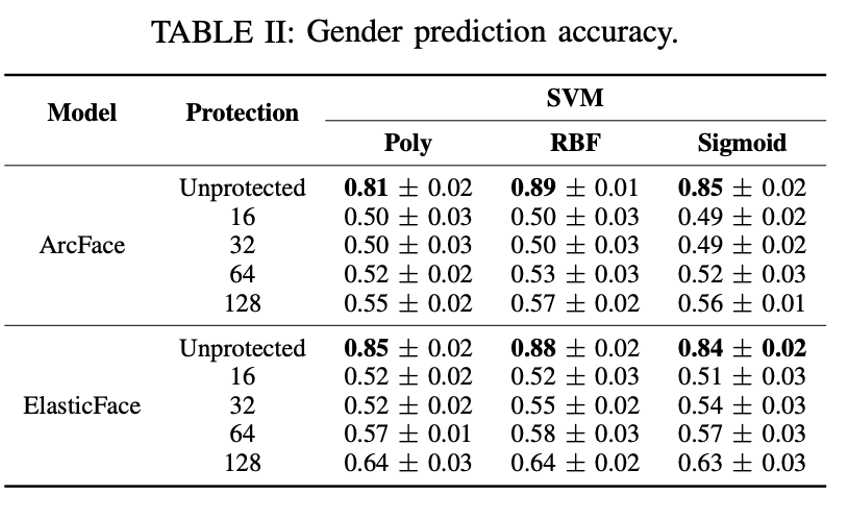 TABLE II: Gender prediction accuracy.
Model Protection SVM
Poly RBF Sigmoid
Unprotected 0.81 ± 0.02 0.89 ± 0.01 0.85 ± 0.02
16 0.50 ± 0.03 0.50 ± 0.03 0.49 ± 0.02
ArcFace 32 0.50 ± 0.03 0.50 ± 0.03 0.49 ± 0.02
64 0.52 ± 0.02 0.53 ± 0.03 0.52 ± 0.03
128 0.55 ± 0.02 0.57 ± 0.02 0.56 ± 0.01
Unprotected 0.85 ± 0.02 0.88 ± 0.02 0.84 ± 0.02
16 0.52 ± 0.02 0.52 ± 0.03 0.51 ± 0.03
ElasticFace 32 0.52 ± 0.02 0.55 ± 0.02 0.54 ± 0.03
64 0.57 ± 0.01 0.58 ± 0.03 0.57 ± 0.03
128 0.64 ± 0.03 0.64 ± 0.02 0.63 ± 0.03